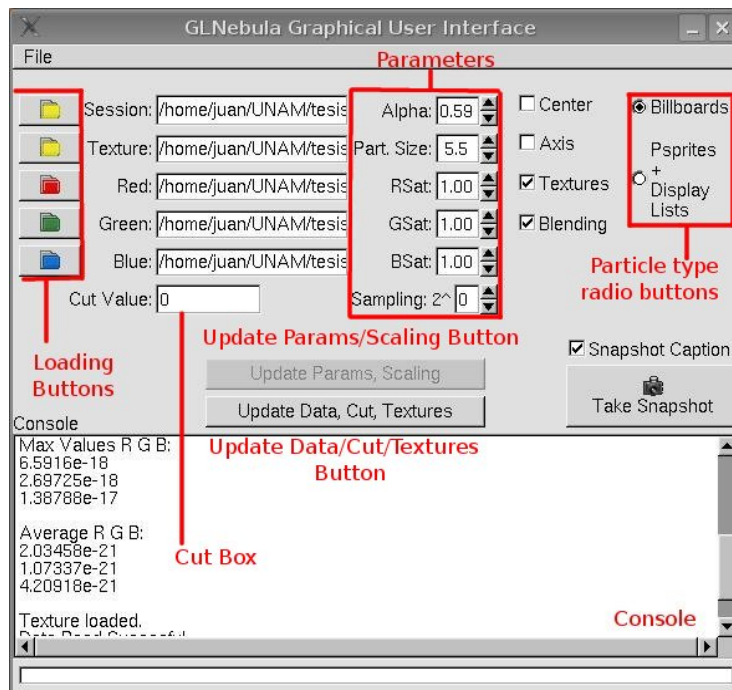 GLNebula Graphical User Interface
File
Parameters
Session: /home/juan/UNAM/tesis
Alpha: 0.59
Center
Billboards
Texture: /home/juan/UNAM/tesis
Part. Size: 5.5
Axis
Psprites
+
Display
Lists
Red: /home/juan/UNAM/tesis
RSat: 1.00
Textures
Green: /home/juan/UNAM/tesis
GSat: 1.00
Blending
Blue: /home/juan/UNAM/tesis
BSat: 1.00
Particle type
radio buttons
Cut Value: 0
Sampling: 2^ 0
Loading
Buttons
Update Params/Scaling Button
Snapshot Caption
Update Params, Scaling
Update Data, Cut, Textures
Take Snapshot
Console
Update Data/Cut/Textures
Button
Max Values R G B:
6.5916e-18
2.69725e-18
1.38788e-17
Average R G B:
2.03458e-21
1.07337e-21
4.20918e-21
Cut Box
Texture loaded.
Console